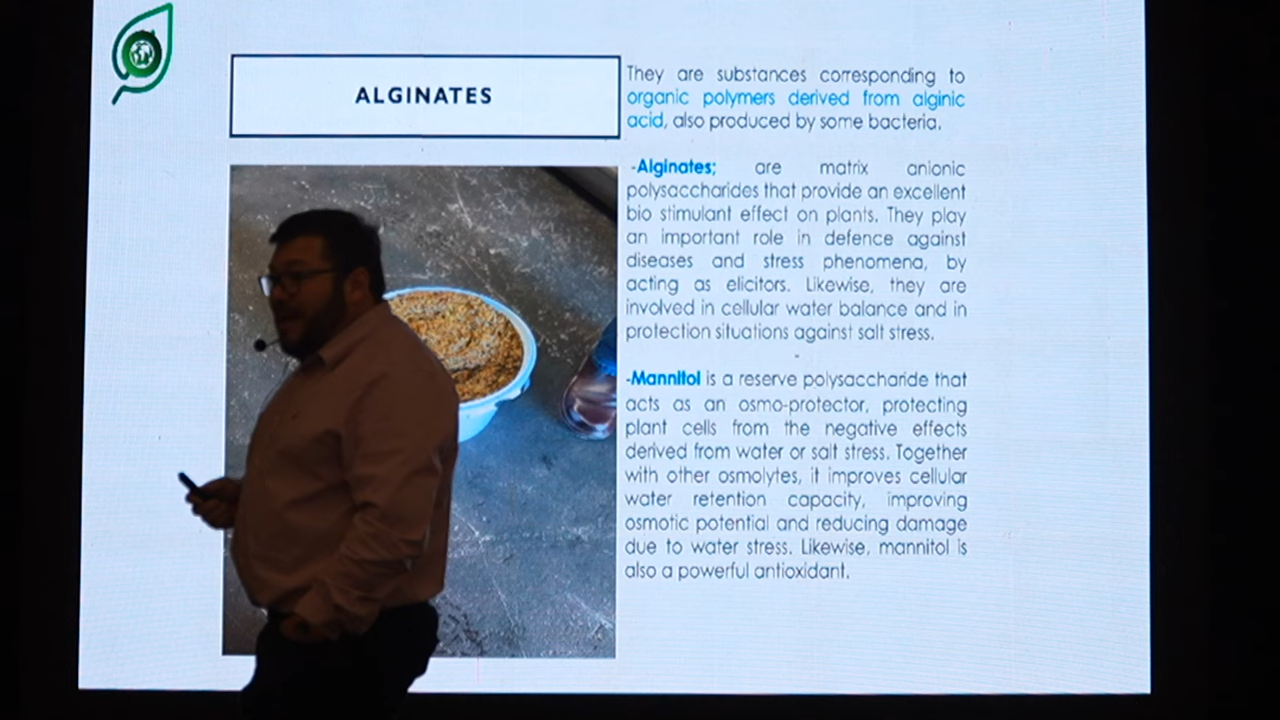 ALGINATES
They are substances corresponding to
organic polymers derived from alginic
acid, also produced by some bacteria.
-Alginates; are matrix anionic
polysaccharides that provide an excellent
bio stimulant effect on plants. They play
an important role in defence against
diseases and stress phenomena, by
acting as elicitors. Likewise, they are
involved in cellular water balance and in
protection situations against salt stress.
-Mannitol is a reserve polysaccharide that
acts as an osmo-protector, protecting
plant cells from the negative effects
derived from water or salt stress. Together
with other osmolytes, it improves cellular
water retention capacity, improving
osmotic potential and reducing damage
due to water stress. Likewise, mannitol is
also a powerful antioxidant.